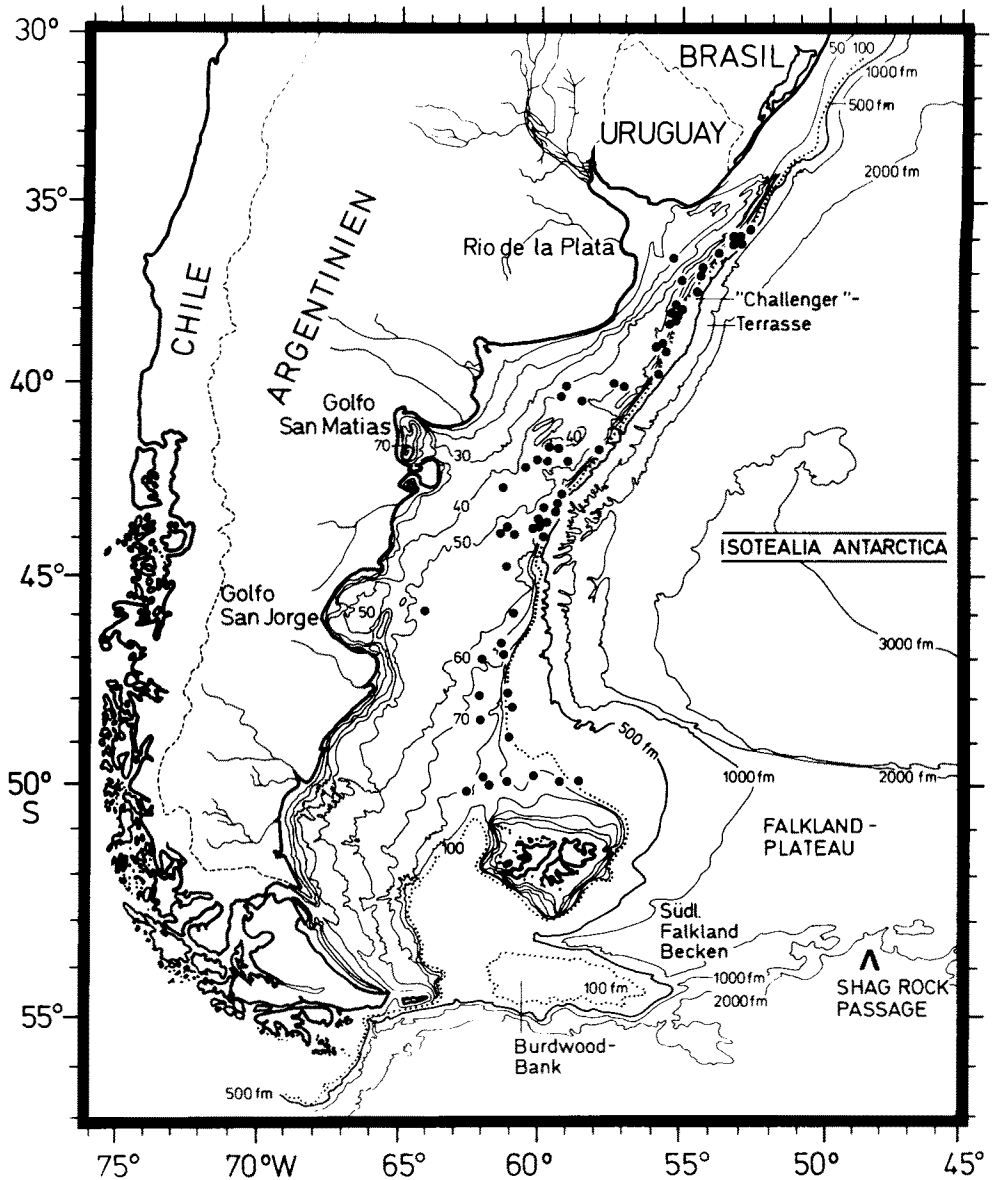 30°
35°
40°
45°
50°
S
55°
75°
70°W
65°
60°
55°
50°
45°
BRASIL
50 100
1000 fm
500 fm
2000 fm
URUGUAY
Rio de la Plata
ARGENTINIEN
CHILE
"Challenger"-
Terrasse
Golfo
San Matias
70
30
40
40
50
ISOTEALIA ANTARCTICA
Golfo
San Jorge
50
60
70
3000 fm
500 fm
1000 fm
2000 fm
FALKLAND-
PLATEAU
100
Südl.
Falkland
Becken
1000 fm
2000 fm
100 fm
SHAG ROCK
PASSAGE
Burdwood-
Bank
500 fm